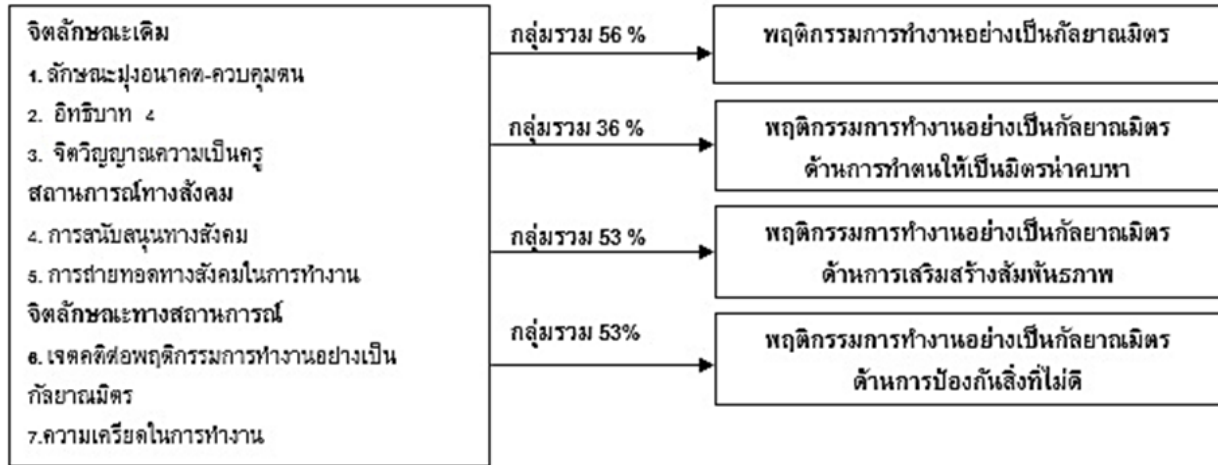 จิตลักษณะเดิม
1. ลักษณะมุ่งอนาคต-ควบคุมตน
2. อิทธิบาท 4
3. จิตวิญญาณความเป็นครู
สถานการณ์ทางสังคม
4. การสนับสนุนทางสังคม
5. การถ่ายทอดทางสังคมในการทำงาน
จิตลักษณะทางสถานการณ์
6. เจตคติต่อพฤติกรรมการทำงานอย่างเป็น
กัลยาณมิตร
7.ความเครียดในการทำงาน
กลุ่มรวม 56 %
พฤติกรรมการทำงานอย่างเป็นกัลยาณมิตร
กลุ่มรวม 36 %
พฤติกรรมการทำงานอย่างเป็นกัลยาณมิตร
ด้านการทำตนให้เป็นมิตรน่าคบหา
กลุ่มรวม 53 %
พฤติกรรมการทำงานอย่างเป็นกัลยาณมิตร
ด้านการเสริมสร้างสัมพันธภาพ
กลุ่มรวม 53%
พฤติกรรมการทำงานอย่างเป็นกัลยาณมิตร
ด้านการป้องกันสิ่งที่ไม่ดี